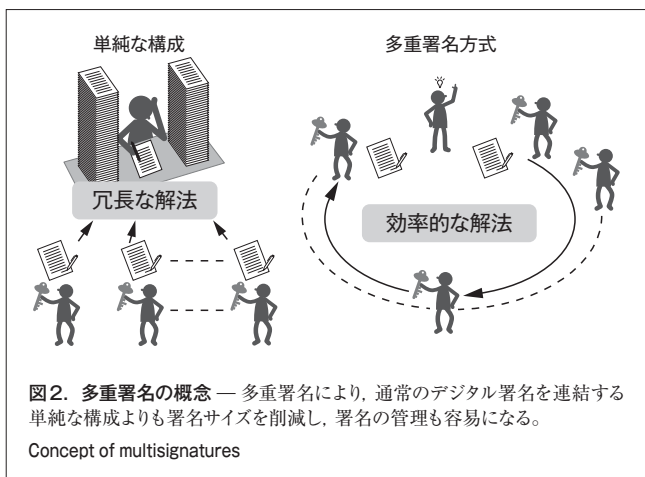 単純な構成
多重署名方式
冗長な解法
効率的な解法
図2. 多重署名の概念 — 多重署名により, 通常のデジタル署名を連結する
単純な構成よりも署名サイズを削減し, 署名の管理も容易になる。
Concept of multisignatures